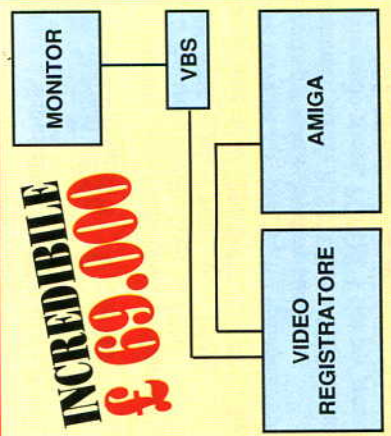 INCREDIBILE
£ 69.000
MONITOR
VBS
VIDEO
REGISTRATORE
AMIGA